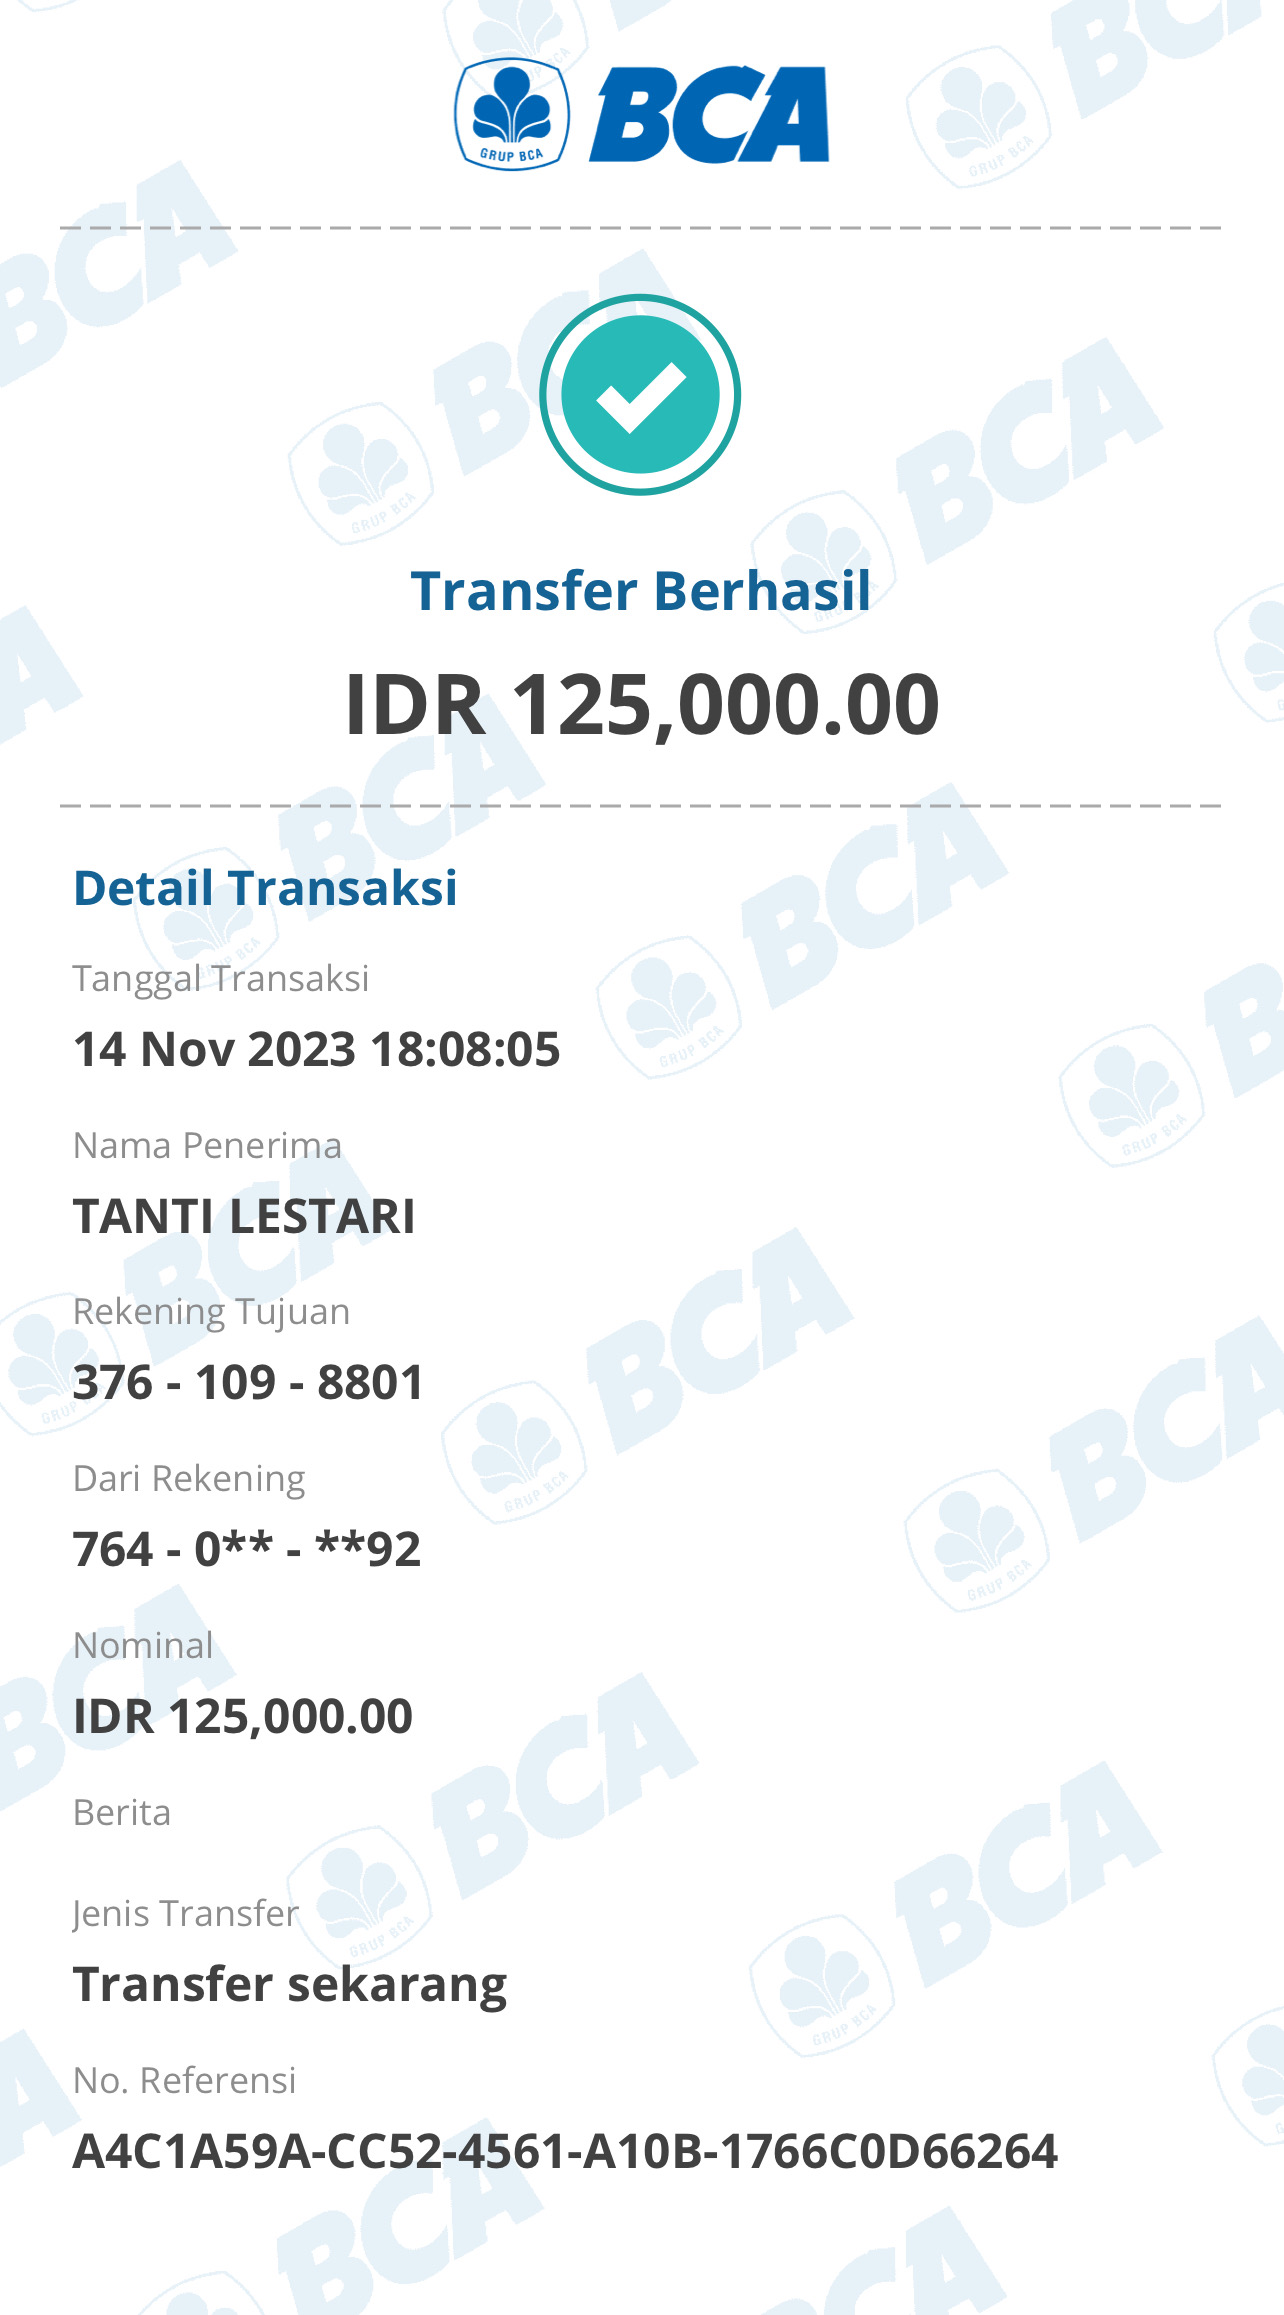 GRUP BCA
BCA
Transfer Berhasil
IDR 125,000.00
Detail Transaksi
Tanggal Transaksi
14 Nov 2023 18:08:05
Nama Penerima
TANTI LESTARI
Rekening Tujuan
376 - 109 - 8801
Dari Rekening
764 - 0** - **92
Nominal
IDR 125,000.00
Berita
Jenis Transfer
Transfer sekarang
No. Referensi
A4C1A59A-CC52-4561-A10B-1766C0D66264